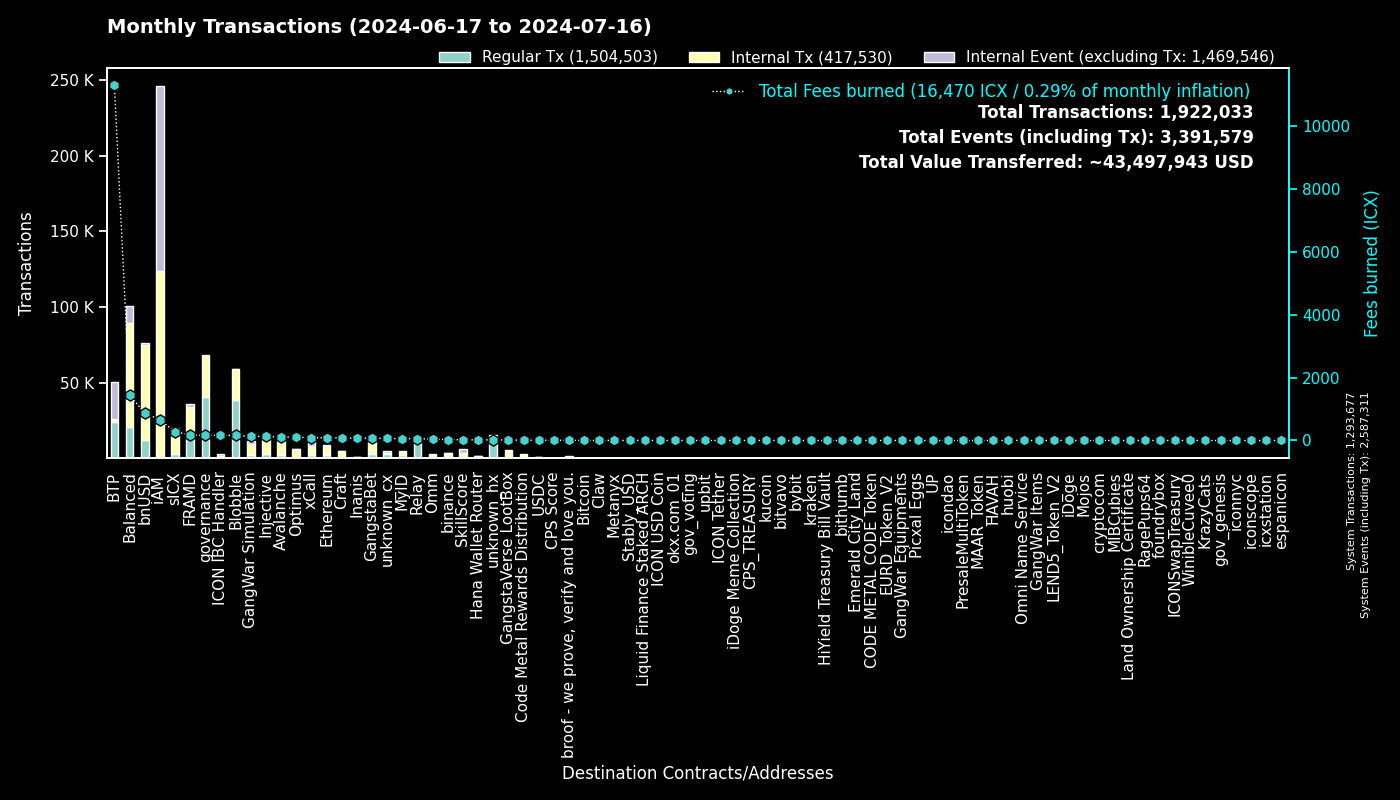 Monthly Transactions (2024-06-17 to 2024-07-16)
Regular Tx (1,504,503)
Internal Tx (417,530)
Internal Event (excluding Tx: 1,469,546)
Total Fees burned (16,470 ICX / 0.29% of monthly inflation)
Total Transactions: 1,922,033
Total Events (including Tx): 3,391,579
Total Value Transferred: ~43,497,943 USD
Transactions
250 K
200 K
150 K
100 K
50 K
10000
8000
6000
4000
2000
0
Fees burned (ICX)
System Transactions: 1,293,677
System Events (including Tx): 2,587,311
BTP
Balanced
bnUSD
iAM
sICX
FRAMD
governance
ICON IBC Handler
Blobble
GangWar Simulation
Injective
Avalanche
Optimus
xCall
Ethereum
Craft
Inanis
GangstaBet
unknown_cx
MyID
Relay
Omm
binance
SkillScore
Hana Wallet Router
unknown_hx
GangstaVerse LootBox
Code Metal Rewards Distribution
USDC
CPS Score
broof - we prove, verify and love you.
Bitcoin
Claw
Metanyx
Stably_USD
Liquid Finance Staked ARCH
ICON USD Coin
okx.com_01
gov_voting
upbit
ICON Tether
iDoge Meme Collection
CPS_TREASURY
kucoin
bitvavo
bybit
kraken
HiYield Treasury Bill Vault
bithumb
Emerald City Land
CODE METAL CODE Token
EURD_Token_V2
GangWar Equipments
Picxal Eggs
UP
icondao
PresaleMultiToken
MAAR_Token
HAVAH
huobi
Omni Name Service
GangWar Items
LEND5_Token_V2
iDoge
Mojos
cryptocom
MIBCubies
Land Ownership Certificate
RagePups64
foundrybox
ICONSwapTreasury
WimbleCuvee0
KrazyCats
gov_genesis
iconnyc
iconscope
icxstation
espanicon
Destination Contracts/Addresses